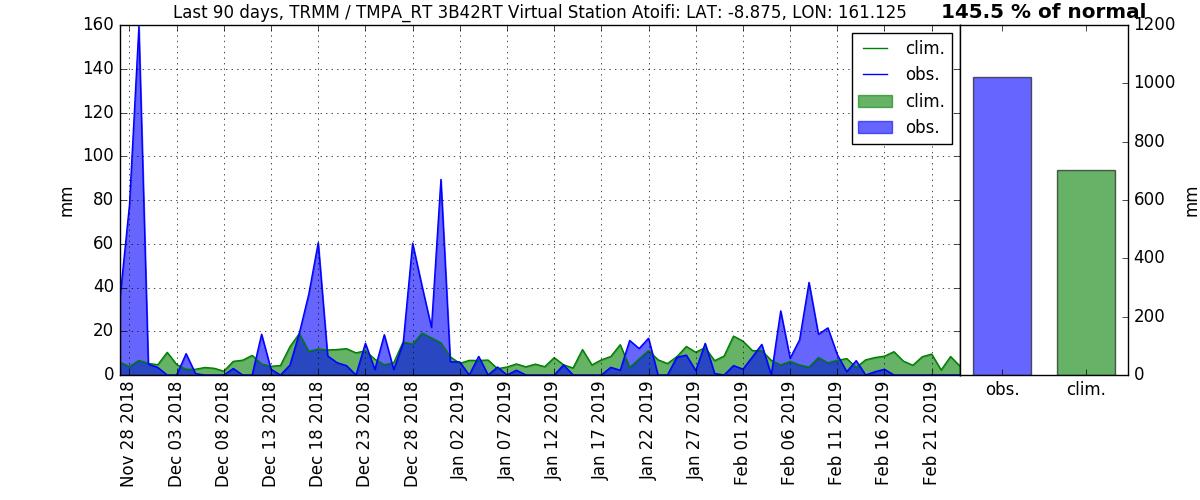 Last 90 days, TRMM / TMPA_RT 3B42RT Virtual Station Atoifi: LAT: -8.875, LON: 161.125
145.5 % of normal
160
140
120
100
80
60
40
20
0
mm
clim.
obs.
clim.
obs.
Nov 28 2018
Dec 03 2018
Dec 08 2018
Dec 13 2018
Dec 18 2018
Dec 23 2018
Dec 28 2018
Jan 02 2019
Jan 07 2019
Jan 12 2019
Jan 17 2019
Jan 22 2019
Jan 27 2019
Feb 01 2019
Feb 06 2019
Feb 11 2019
Feb 16 2019
Feb 21 2019
1200
1000
800
600
400
200
0
mm
obs.
clim.